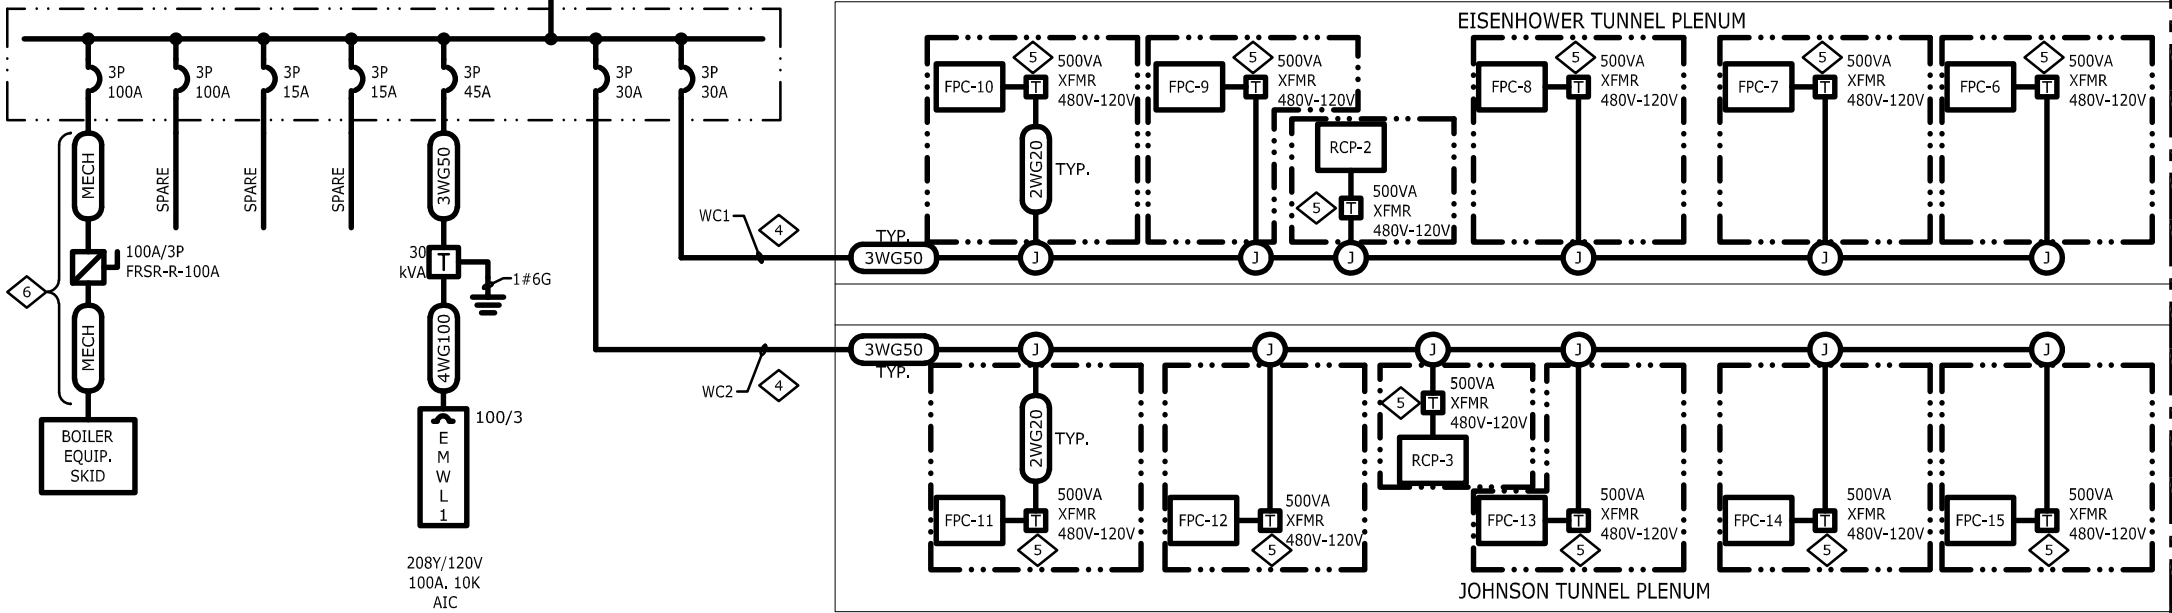 3P
100A
3P
100A
3P
15A
3P
15A
3P
45A
3P
30A
3P
30A
MECH
SPARE
SPARE
SPARE
3WG50
100A/3P
FRSR-R-100A
6
MECH
BOILER
EQUIP.
SKID
30
kVA
T
1#6G
4WG100
100/3
E
M
W
L
1
208Y/120V
100A, 10K
AIC
WC1
4
WC2
4
EISENHOWER TUNNEL PLENUM
FPC-10
5
T
500VA
XFMR
480V-120V
2WG20
TYP.
FPC-9
5
T
500VA
XFMR
480V-120V
RCP-2
5
T
500VA
XFMR
480V-120V
FPC-8
5
T
500VA
XFMR
480V-120V
FPC-7
5
T
500VA
XFMR
480V-120V
FPC-6
5
T
500VA
XFMR
480V-120V
TYP.
3WG50
J
J
J
J
J
J
3WG50
TYP.
J
J
J
J
J
J
2WG20
TYP.
FPC-11
T
5
500VA
XFMR
480V-120V
FPC-12
T
5
500VA
XFMR
480V-120V
5
T
500VA
XFMR
480V-120V
RCP-3
FPC-13
T
5
500VA
XFMR
480V-120V
FPC-14
T
5
500VA
XFMR
480V-120V
FPC-15
T
5
500VA
XFMR
480V-120V
JOHNSON TUNNEL PLENUM